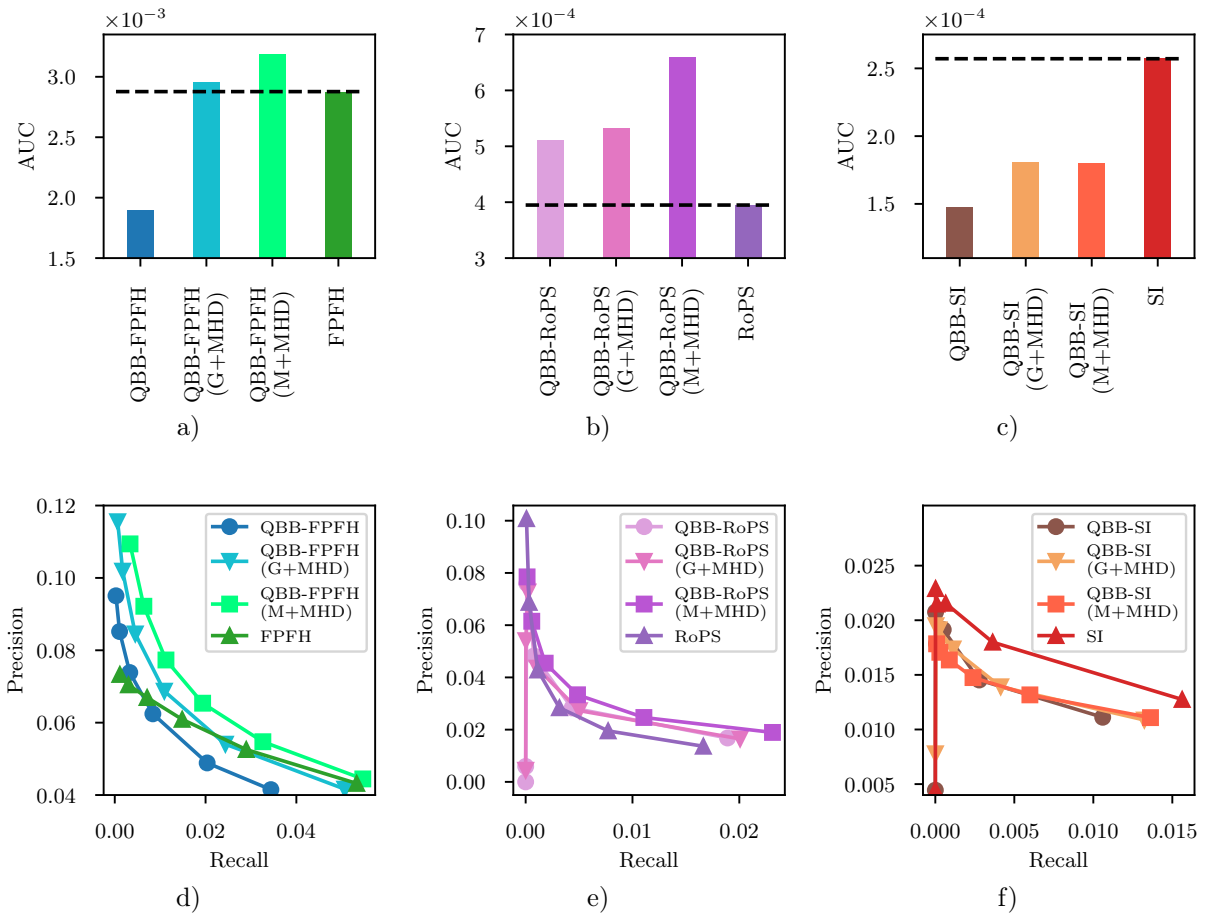 ×10−3
AUC
3.0
2.5
2.0
1.5
QBB-FPFH
QBB-FPFH
(G+MHD)
QBB-FPFH
(M+MHD)
FPFH
a)
×10−4
AUC
7
6
5
4
3
QBB-RoPS
QBB-RoPS
(G+MHD)
QBB-RoPS
(M+MHD)
RoPS
b)
×10−4
AUC
2.5
2.0
1.5
QBB-SI
QBB-SI
(G+MHD)
QBB-SI
(M+MHD)
SI
c)
Precision
0.12
0.10
0.08
0.06
0.04
QBB-FPFH
QBB-FPFH
(G+MHD)
QBB-FPFH
(M+MHD)
FPFH
0.00 0.02 0.04
Recall
d)
Precision
0.10
0.08
0.06
0.04
0.02
0.00
QBB-RoPS
QBB-RoPS
(G+MHD)
QBB-RoPS
(M+MHD)
RoPS
0.00 0.01 0.02
Recall
e)
Precision
0.025
0.020
0.015
0.010
0.005
QBB-SI
QBB-SI
(G+MHD)
QBB-SI
(M+MHD)
SI
0.000 0.005 0.010 0.015
Recall
f)